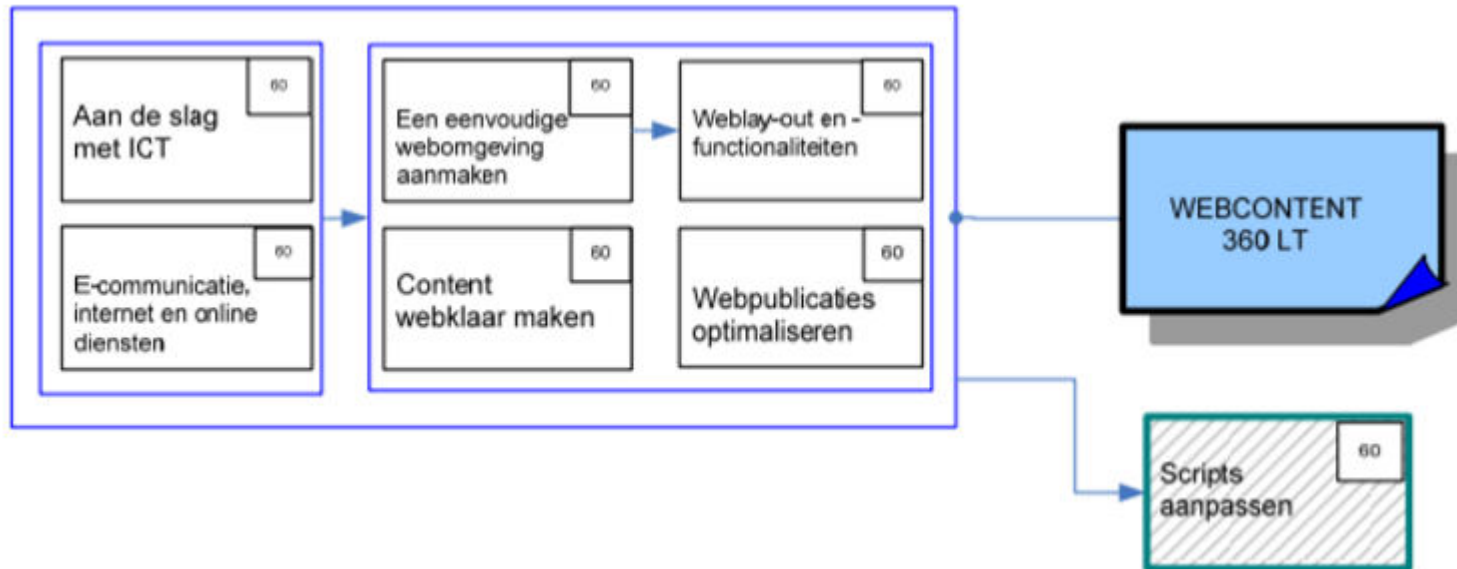 60
Aan de slag
met ICT
60
E-communicatie,
internet en online
diensten
60
Een eenvoudige
webomgeving
aanmaken
60
Weblay-out en -
functionaliteiten
60
Content
webklaar maken
60
Webpublicaties
optimaliseren
WEBCONTENT
360 LT
60
Scripts
aanpassen